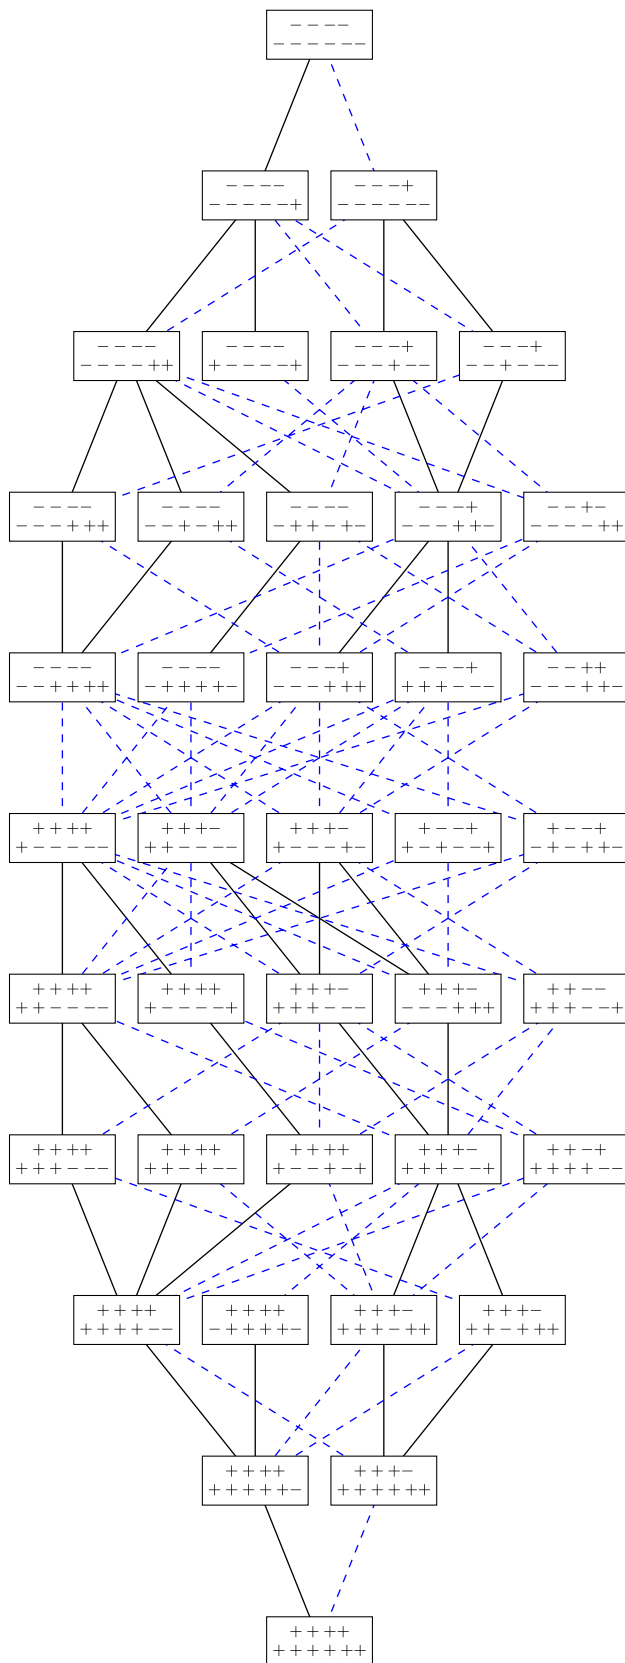 − − − −
− − − − − −
− − − −
− − − − − +
− − − +
− − − − − −
− − − −
− − − − + +
− − − −
+ − − − − +
− − − +
− − − + − −
− − − +
− − + − − −
− − − −
− − − + + +
− − − −
− − + − + +
− − − −
− + + − + −
− − − +
− − − + + −
− − + −
− − − − + +
− − − −
− − + + + +
− − − −
− + + + + −
− − − +
− − − + + +
− − − +
+ + + − − −
− − + +
− − − + + −
+ + + +
+ − − − − −
+ + + −
+ + − − − −
+ + + −
+ − − − + −
+ − − +
+ − + − − +
+ − − +
− + − + + −
+ + + +
+ + − − − −
+ + + +
+ − − − − +
+ + + −
+ + + − − −
+ + + −
− − − + + +
+ + − −
+ + + − − +
+ + + +
+ + + − − −
+ + + +
+ + − + − −
+ + + +
+ − − + − +
+ + + −
+ + + − − +
+ + − +
+ + + + − −
+ + + +
+ + + + − −
+ + + +
− + + + + −
+ + + −
+ + + − + +
+ + + −
+ + − + + +
+ + + +
+ + + + + −
+ + + −
+ + + + + +
+ + + +
+ + + + + +